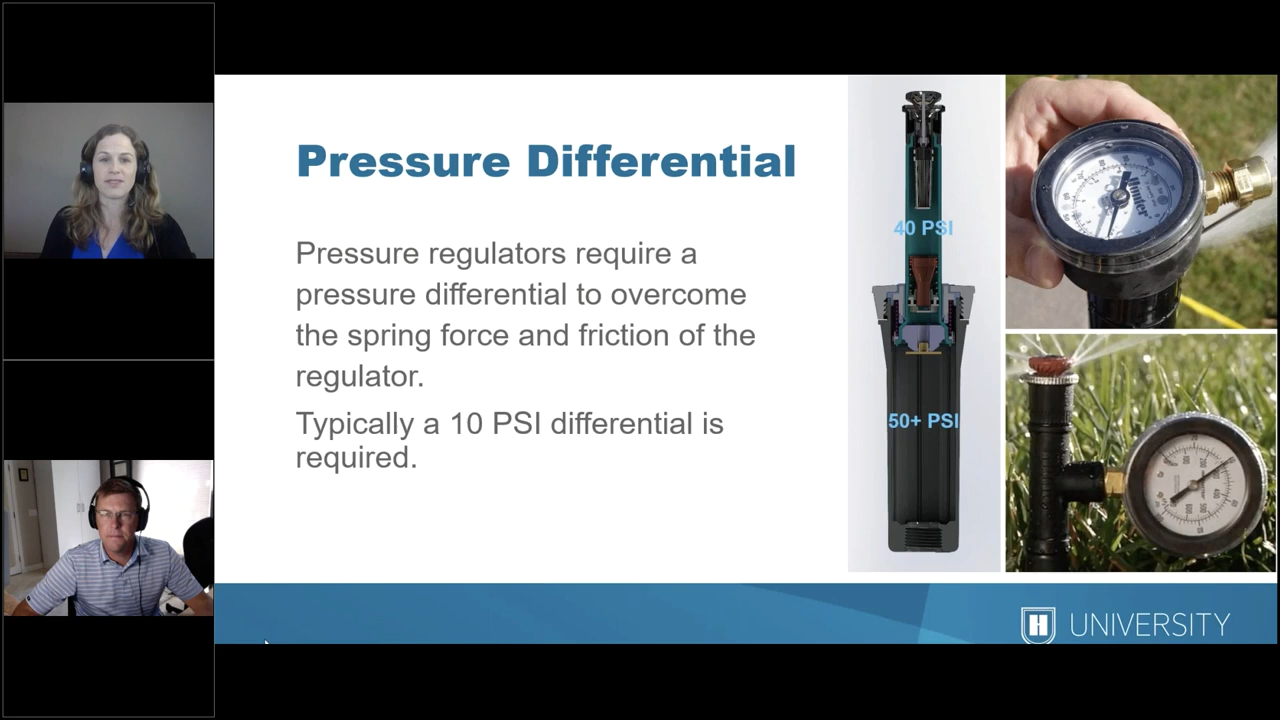 Pressure Differential
Pressure regulators require a
pressure differential to overcome
the spring force and friction of the
regulator.
Typically a 10 PSI differential is
required.
40 PSI
50+ PSI
Hunter
H UNIVERSITY